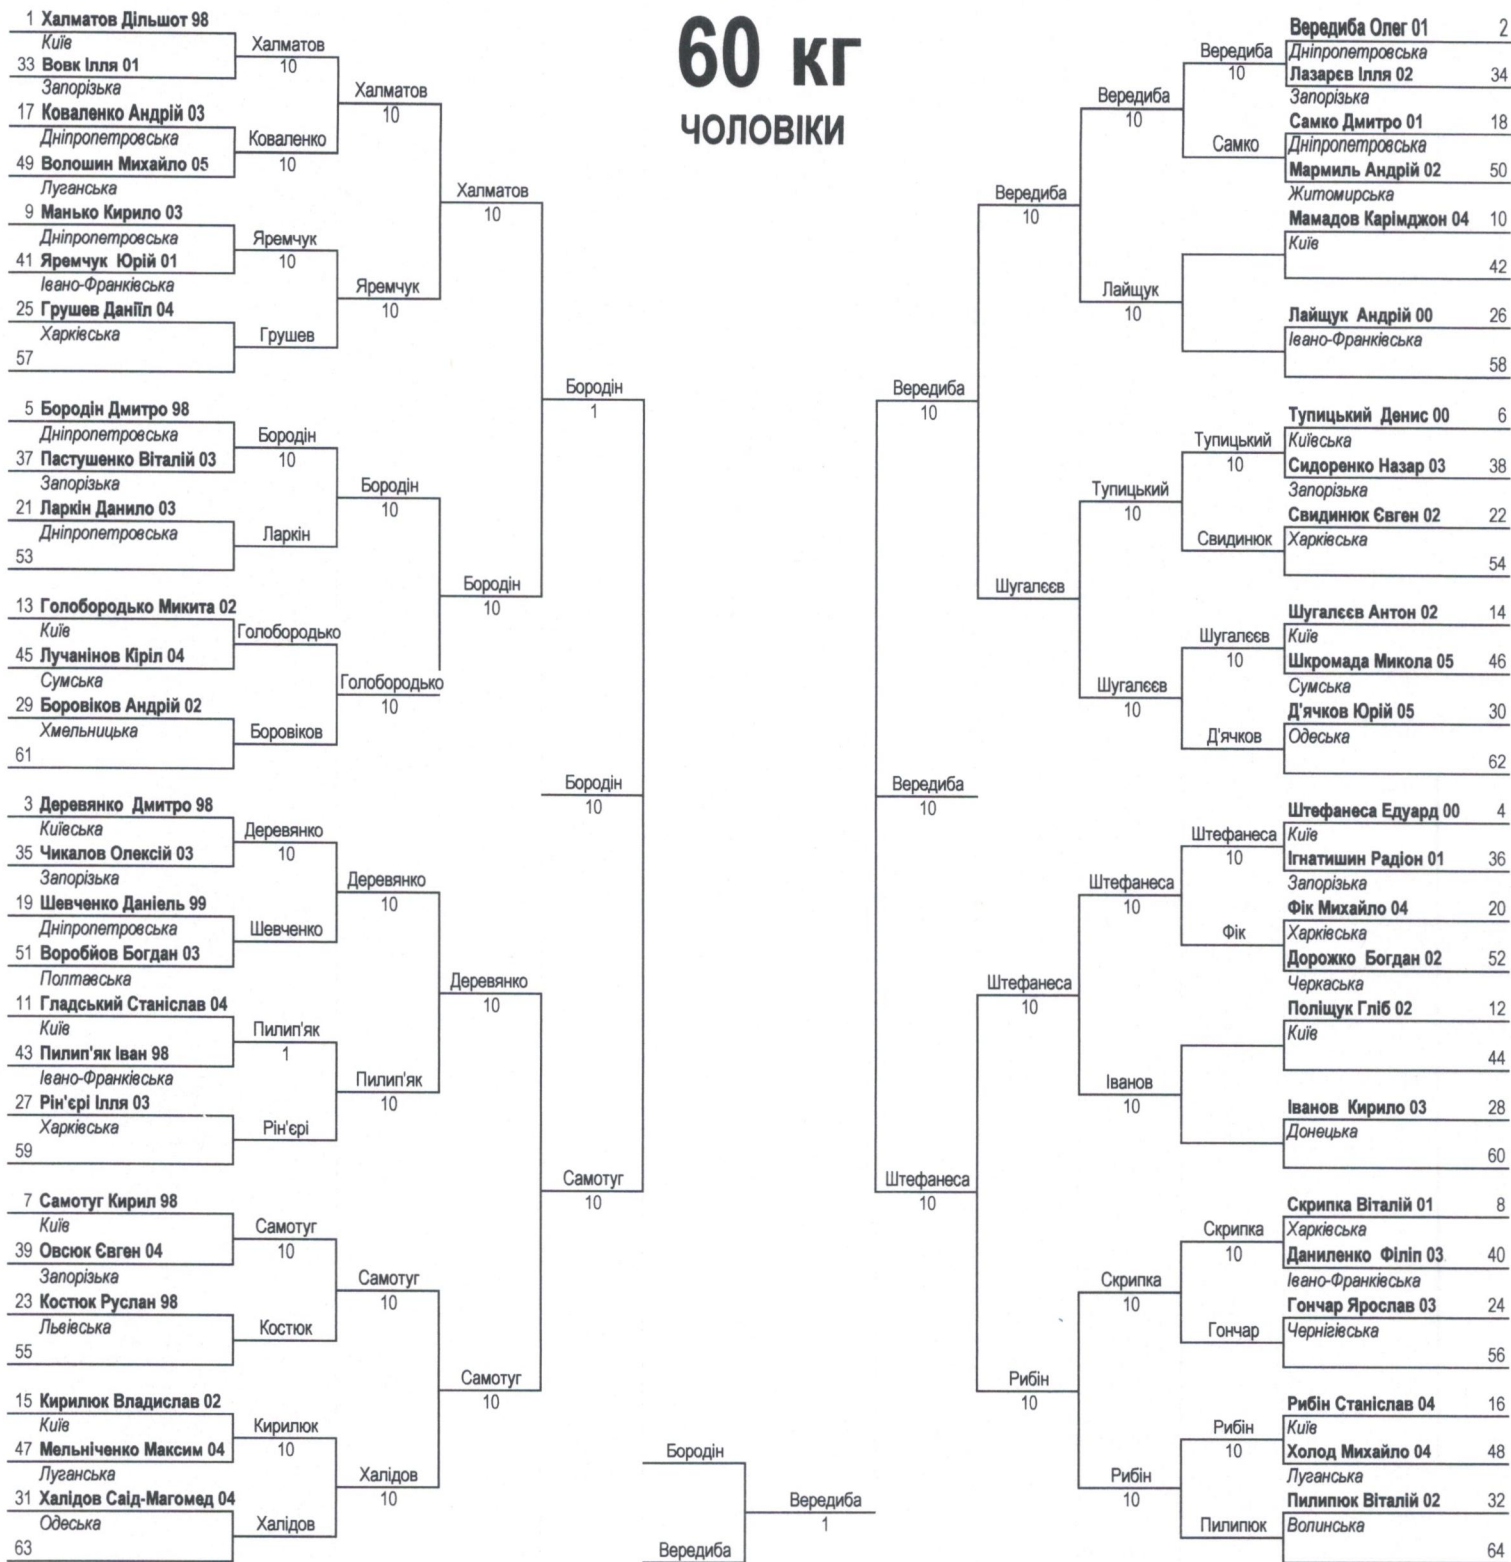 60 кг
ЧОЛОВІКИ
1 Халматов Дільшот 98
Київ
33 Вовк Ілля 01
Запорізька
17 Коваленко Андрій 03
Дніпропетровська
49 Волошин Михайло 05
Луганська
9 Манько Кирило 03
Дніпропетровська
41 Яремчук Юрій 01
Івано-Франківська
25 Грушев Даніїл 04
Харківська
57
5 Бородін Дмитро 98
Дніпропетровська
37 Пастушенко Віталій 03
Запорізька
21 Ларкін Данило 03
Дніпропетровська
53
13 Голобородько Микита 02
Київ
45 Лучанінов Кіріл 04
Сумська
29 Боровіков Андрій 02
Хмельницька
61
3 Деревянко Дмитро 98
Київська
35 Чикалов Олексій 03
Запорізька
19 Шевченко Даніель 99
Дніпропетровська
51 Воробйов Богдан 03
Полтавська
11 Гладський Станіслав 04
Київ
43 Пилип'як Іван 98
Івано-Франківська
27 Рін'єрі Ілля 03
Харківська
59
7 Самотуг Кирил 98
Київ
39 Овсюк Євген 04
Запорізька
23 Костюк Руслан 98
Львівська
55
15 Кирилюк Владислав 02
Київ
47 Мельніченко Максим 04
Луганська
31 Халідов Саід-Магомед 04
Одеська
63
Халматов
10
Коваленко
10
Яремчук
10
Грушев
Бородін
10
Ларкін
Голобородько
10
Боровіков
Деревянко
10
Шевченко
Пилип'як
1
Рін'єрі
Самотуг
10
Костюк
Кирилюк
10
Халідов
Халматов
10
Яремчук
10
Бородін
10
Голобородько
10
Деревянко
10
Пилип'як
10
Самотуг
10
Халідов
10
Халматов
10
Бородін
10
Деревянко
10
Самотуг
10
Бородін
1
Самотуг
10
Бородін
10
Бородін
Вередиба
Вередиба
1
Вередиба
10
Вередиба
10
Штефанеса
10
Вередиба
10
Шугалєєв
Штефанеса
10
Рибін
10
Вередиба
10
Лайщук
10
Тупицький
10
Шугалєєв
10
Штефанеса
10
Іванов
10
Скрипка
10
Рибін
10
Вередиба
10
Самко
Тупицький
10
Свидинюк
Шугалєєв
10
Д'ячков
Штефанеса
10
Фік
Скрипка
10
Гончар
Рибін
10
Пилипюк
Вередиба Олег 01 2
Дніпропетровська
Лазарєв Ілля 02 34
Запорізька
Самко Дмитро 01 18
Дніпропетровська
Мармиль Андрій 02 50
Житомирська
Мамадов Карімджон 04 10
Київ
42
Лайщук Андрій 00 26
Івано-Франківська
58
Тупицький Денис 00 6
Київська
Сидоренко Назар 03 38
Запорізька
Свидинюк Євген 02 22
Харківська
54
Шугалєєв Антон 02 14
Київ
Шкромада Микола 05 46
Сумська
Д'ячков Юрій 05 30
Одеська
62
Штефанеса Едуард 00 4
Київ
Ігнатишин Радіон 01 36
Запорізька
Фік Михайло 04 20
Харківська
Дорожко Богдан 02 52
Черкаська
Поліщук Гліб 02 12
Київ
44
Іванов Кирило 03 28
Донецька
60
Скрипка Віталій 01 8
Харківська
Даниленко Філіп 03 40
Івано-Франківська
Гончар Ярослав 03 24
Чернігівська
56
Рибін Станіслав 04 16
Київ
Холод Михайло 04 48
Луганська
Пилипюк Віталій 02 32
Волинська
64